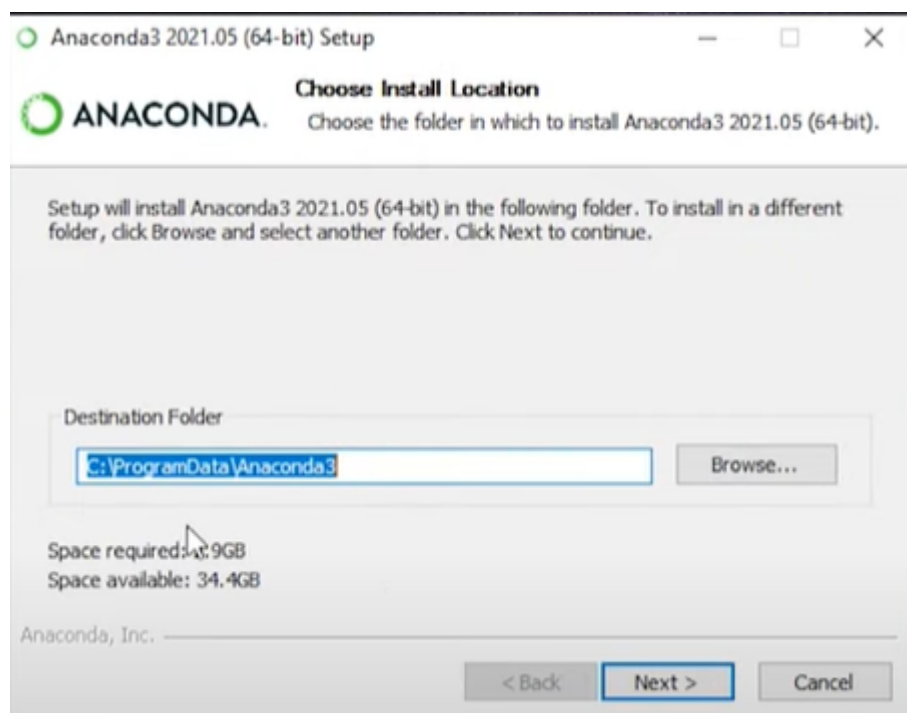 Anaconda3 2021.05 (64-bit) Setup
ANACONDA.
Choose Install Location
Choose the folder in which to install Anaconda3 2021.05 (64-bit).
Setup will install Anaconda3 2021.05 (64-bit) in the following folder. To install in a different
folder, click Browse and select another folder. Click Next to continue.
Destination Folder
C:\ProgramData\Anaconda3
Browse...
Space required:
Space available: 34.4GB
Anaconda, Inc.
< Back
Next >
Cancel